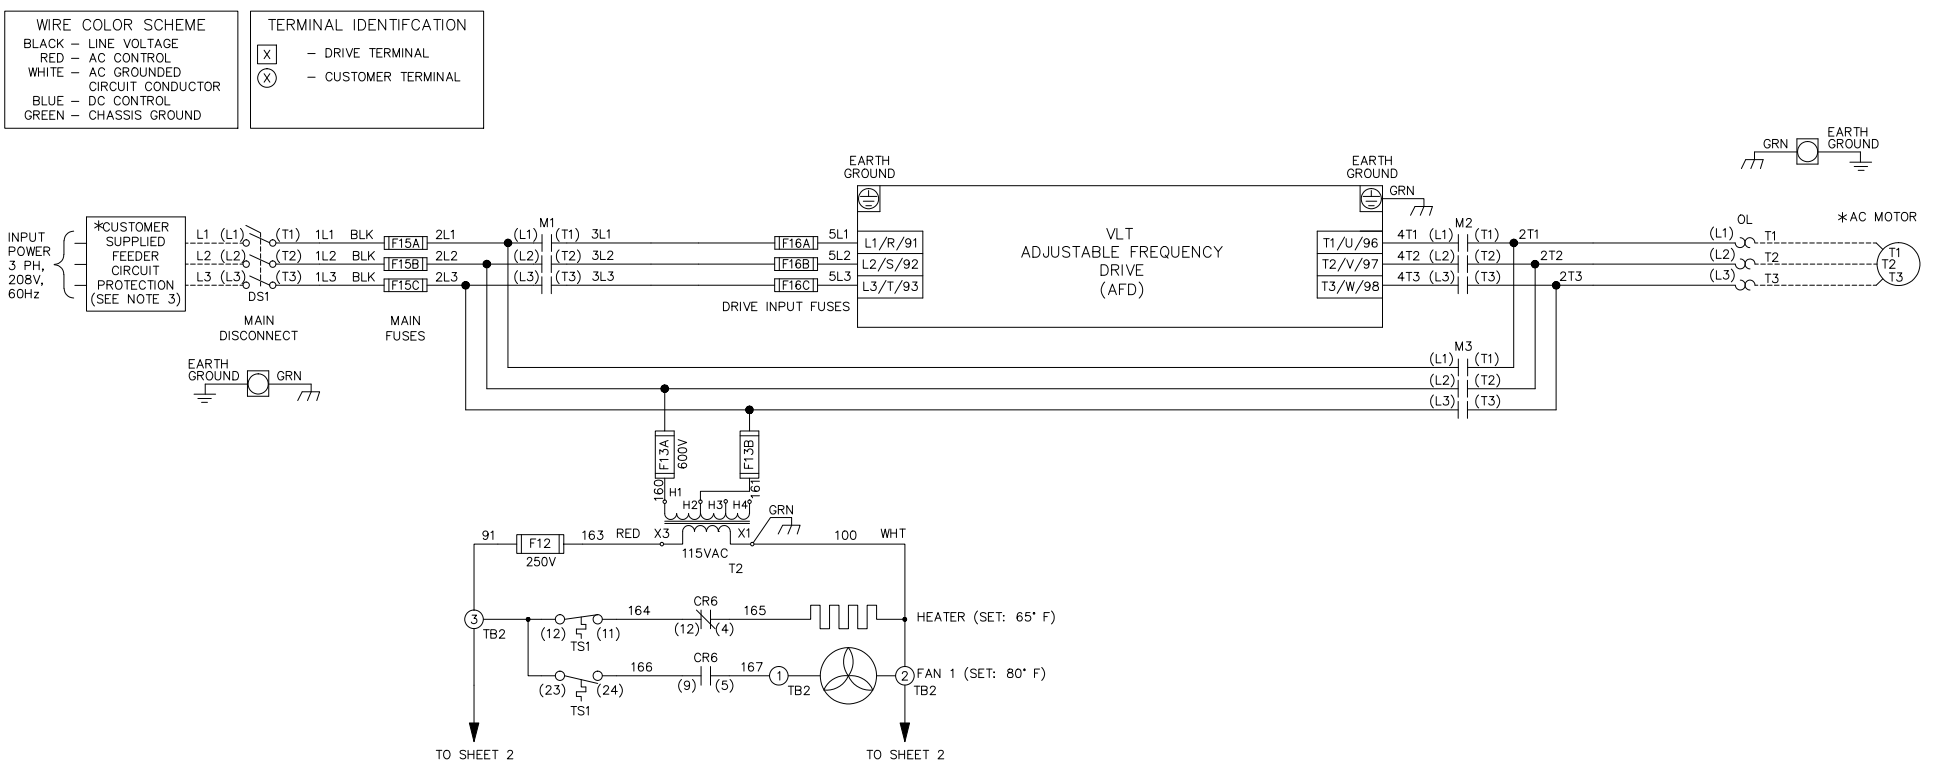 WIRE COLOR SCHEME
BLACK – LINE VOLTAGE
RED – AC CONTROL
WHITE – AC GROUNDED
CIRCUIT CONDUCTOR
BLUE – DC CONTROL
GREEN – CHASSIS GROUND
TERMINAL IDENTIFCATION
X – DRIVE TERMINAL
X – CUSTOMER TERMINAL
INPUT
POWER
3 PH,
208V,
60Hz
*CUSTOMER
SUPPLIED
FEEDER
CIRCUIT
PROTECTION
(SEE NOTE 3)
L1 (L1) (T1) 1L1 BLK F15A 2L1
L2 (L2) (T2) 1L2 BLK F15B 2L2
L3 (L3) (T3) 1L3 BLK F15C 2L3
DS1
MAIN
DISCONNECT
MAIN
FUSES
EARTH
GROUND
GRN
M1
(L1) (T1) 3L1 F16A 5L1
(L2) (T2) 3L2 F16B 5L2
(L3) (T3) 3L3 F16C 5L3
DRIVE INPUT FUSES
EARTH
GROUND
L1/R/91
L2/S/92
L3/T/93
VLT
ADJUSTABLE FREQUENCY
DRIVE
(AFD)
EARTH
GROUND
GRN
T1/U/96
T2/V/97
T3/W/98
M2
4T1 (L1) (T1) 2T1
4T2 (L2) (T2) 2T2
4T3 (L3) (T3) 2T3
M3
(L1) (T1)
(L2) (T2)
(L3) (T3)
GRN
EARTH
GROUND
OL
(L1) T1
(L2) T2
(L3) T3
*AC MOTOR
T1
T2
T3
F13A
600V
F13B
160
161
H1
H2 H3 H4
GRN
91 F12 163 RED X3 X1 100 WHT
250V
115VAC
T2
3
TB2
(12) (11)
TS1
164
CR6
(12) (4)
165
HEATER (SET: 65° F)
(23) (24)
TS1
166
CR6
(9) (5)
167
1
TB2
2
TB2
FAN 1 (SET: 80° F)
TO SHEET 2
TO SHEET 2